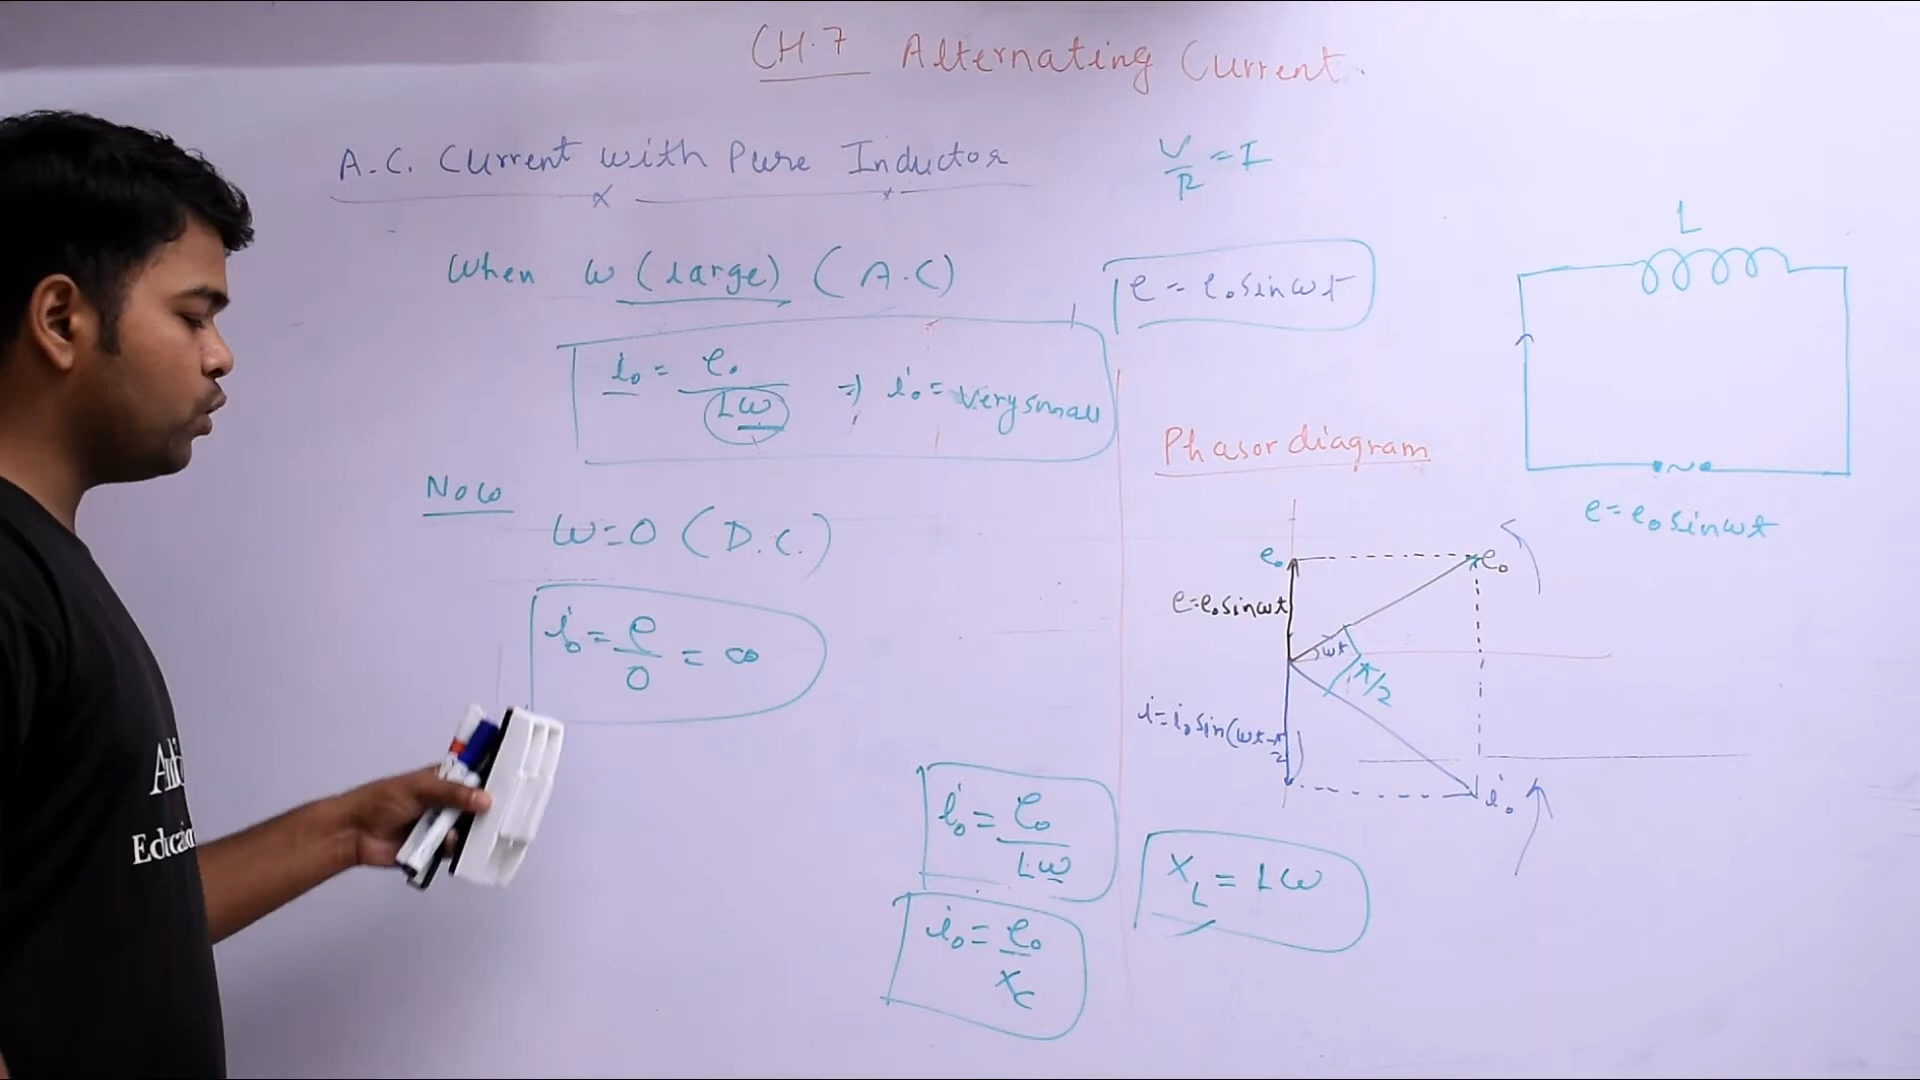 CH.7 Alternating Current.
A.C. Current with Pure Inductor
V/R = I
When ω (large) (A.C)
e = e₀sinωt
i₀ = e₀/Lω ⇒ i₀ = very small
Now
ω=0 (D.C.)
i₀ = e/0 = ∞
L
e=e₀sinωt
Phasor diagram
e₀
e₀
e=e₀sinωt
ωt
π/2
i=i₀sin(ωt-π/2)
i₀
i₀ = e₀/Lω
X_L = Lω
i₀ = e₀/X_C